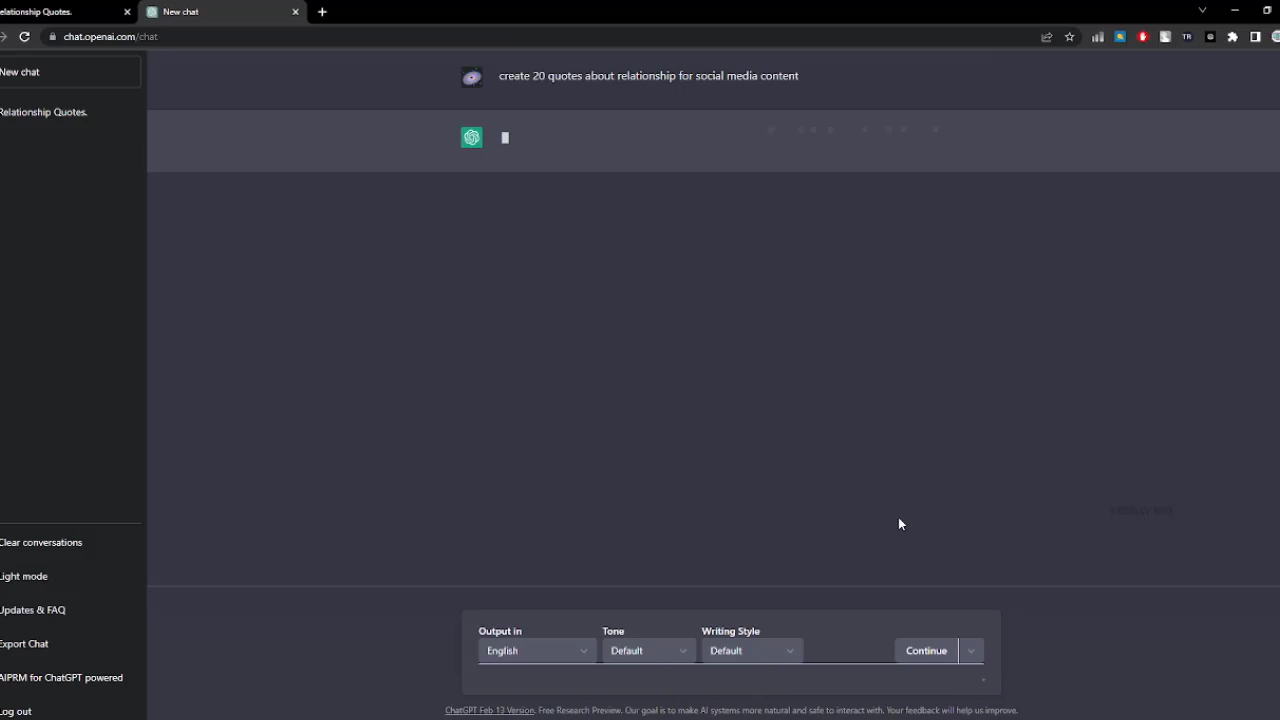 elationship Quotes.
New chat
chat.openai.com/chat
TR
New chat
Relationship Quotes.
create 20 quotes about relationship for social media content
Clear conversations
Light mode
Updates & FAQ
Export Chat
AIPRM for ChatGPT powered
Log out
Output in
Tone
Writing Style
English
Default
Default
Continue
ChatGPT Feb 13 Version. Free Research Preview. Our goal is to make AI systems more natural and safe to interact with. Your feedback will help us improve.